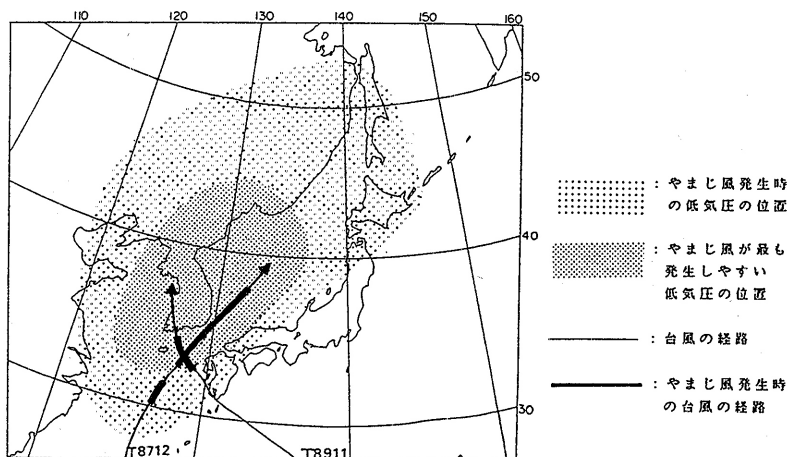 110 120 130 140 150 160
50
40
30
T8712
T8911
：やまじ風発生時
の低気圧の位置
：やまじ風が最も
発生しやすい
低気圧の位置
：台風の経路
：やまじ風発生時
の台風の経路